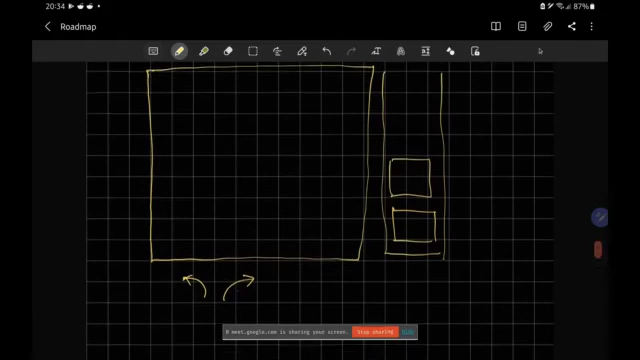 20:34
87%
Roadmap
meet.google.com is sharing your screen.
Stop sharing
Hide